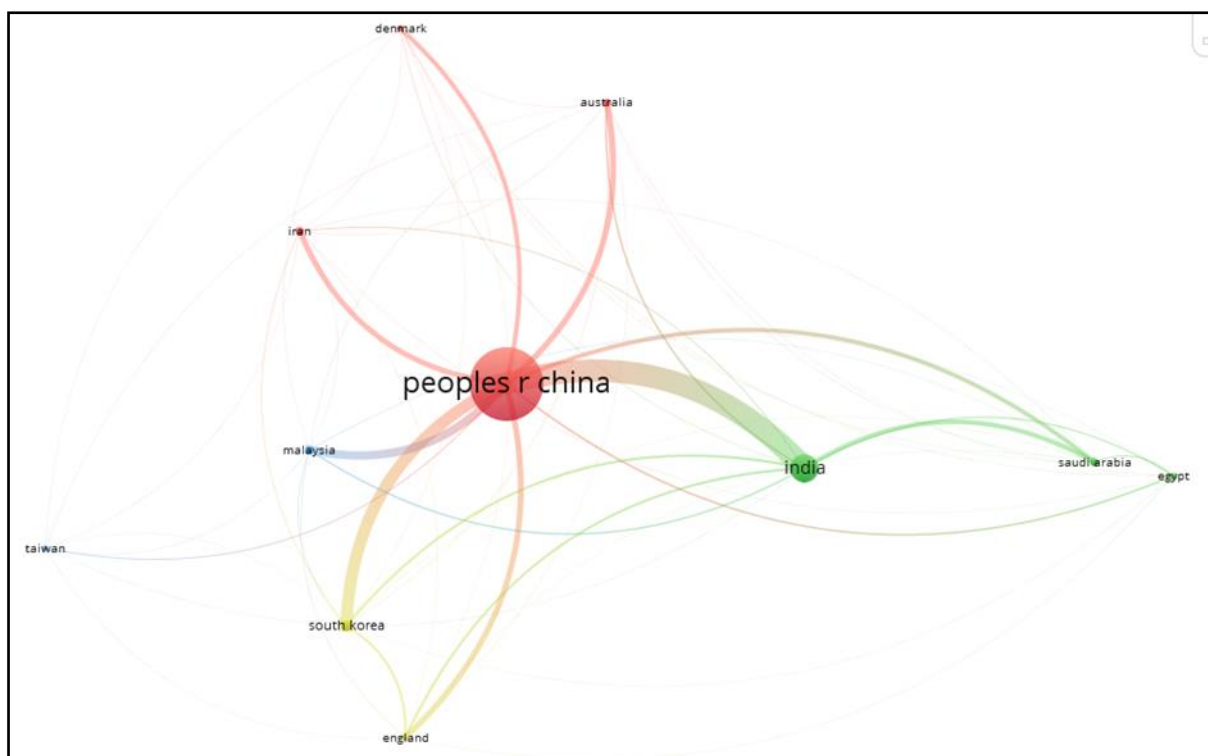 denmark
australia
iran
peoples r china
malaysia
india
saudi arabia
egypt
taiwan
south korea
england